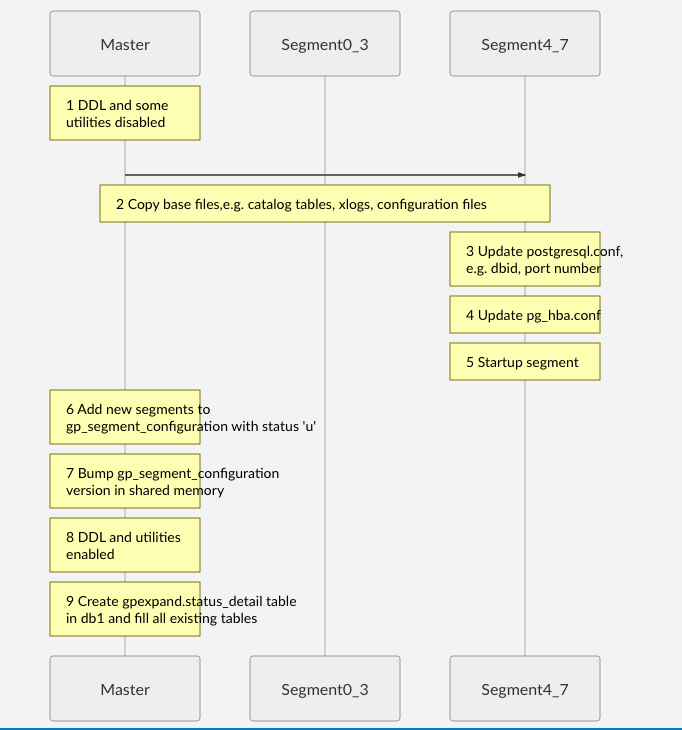 Master
Segment0_3
Segment4_7
1 DDL and some
utilities disabled
2 Copy base files,e.g. catalog tables, xlogs, configuration files
3 Update postgresql.conf,
e.g. dbid, port number
4 Update pg_hba.conf
5 Startup segment
6 Add new segments to
gp_segment_configuration with status 'u'
7 Bump gp_segment_configuration
version in shared memory
8 DDL and utilities
enabled
9 Create gpexpand.status_detail table
in db1 and fill all existing tables
Master
Segment0_3
Segment4_7